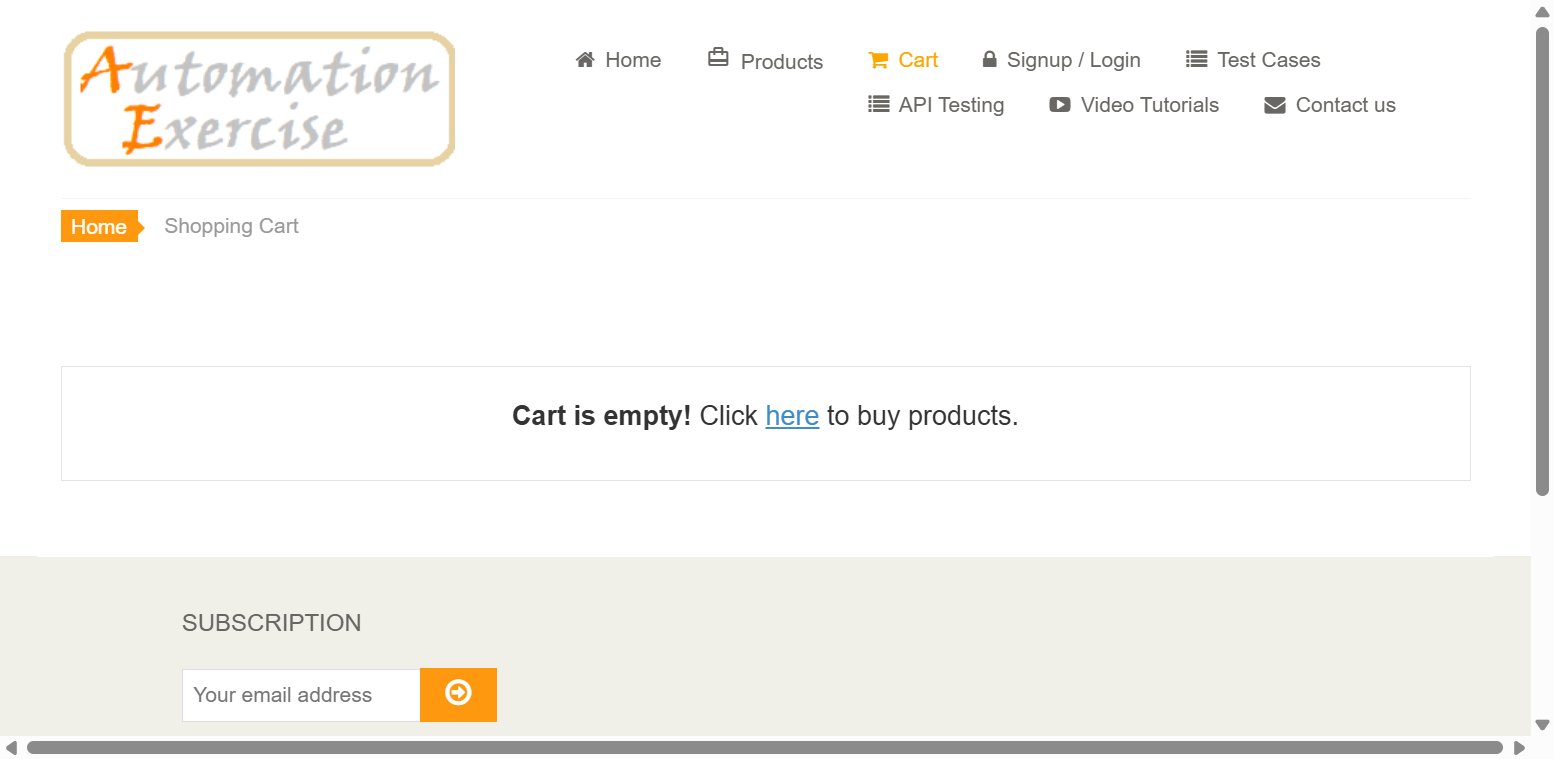 Automation
Exercise
Home Products Cart Signup / Login Test Cases
API Testing Video Tutorials Contact us
Home Shopping Cart
Cart is empty! Click here to buy products.
SUBSCRIPTION
Your email address